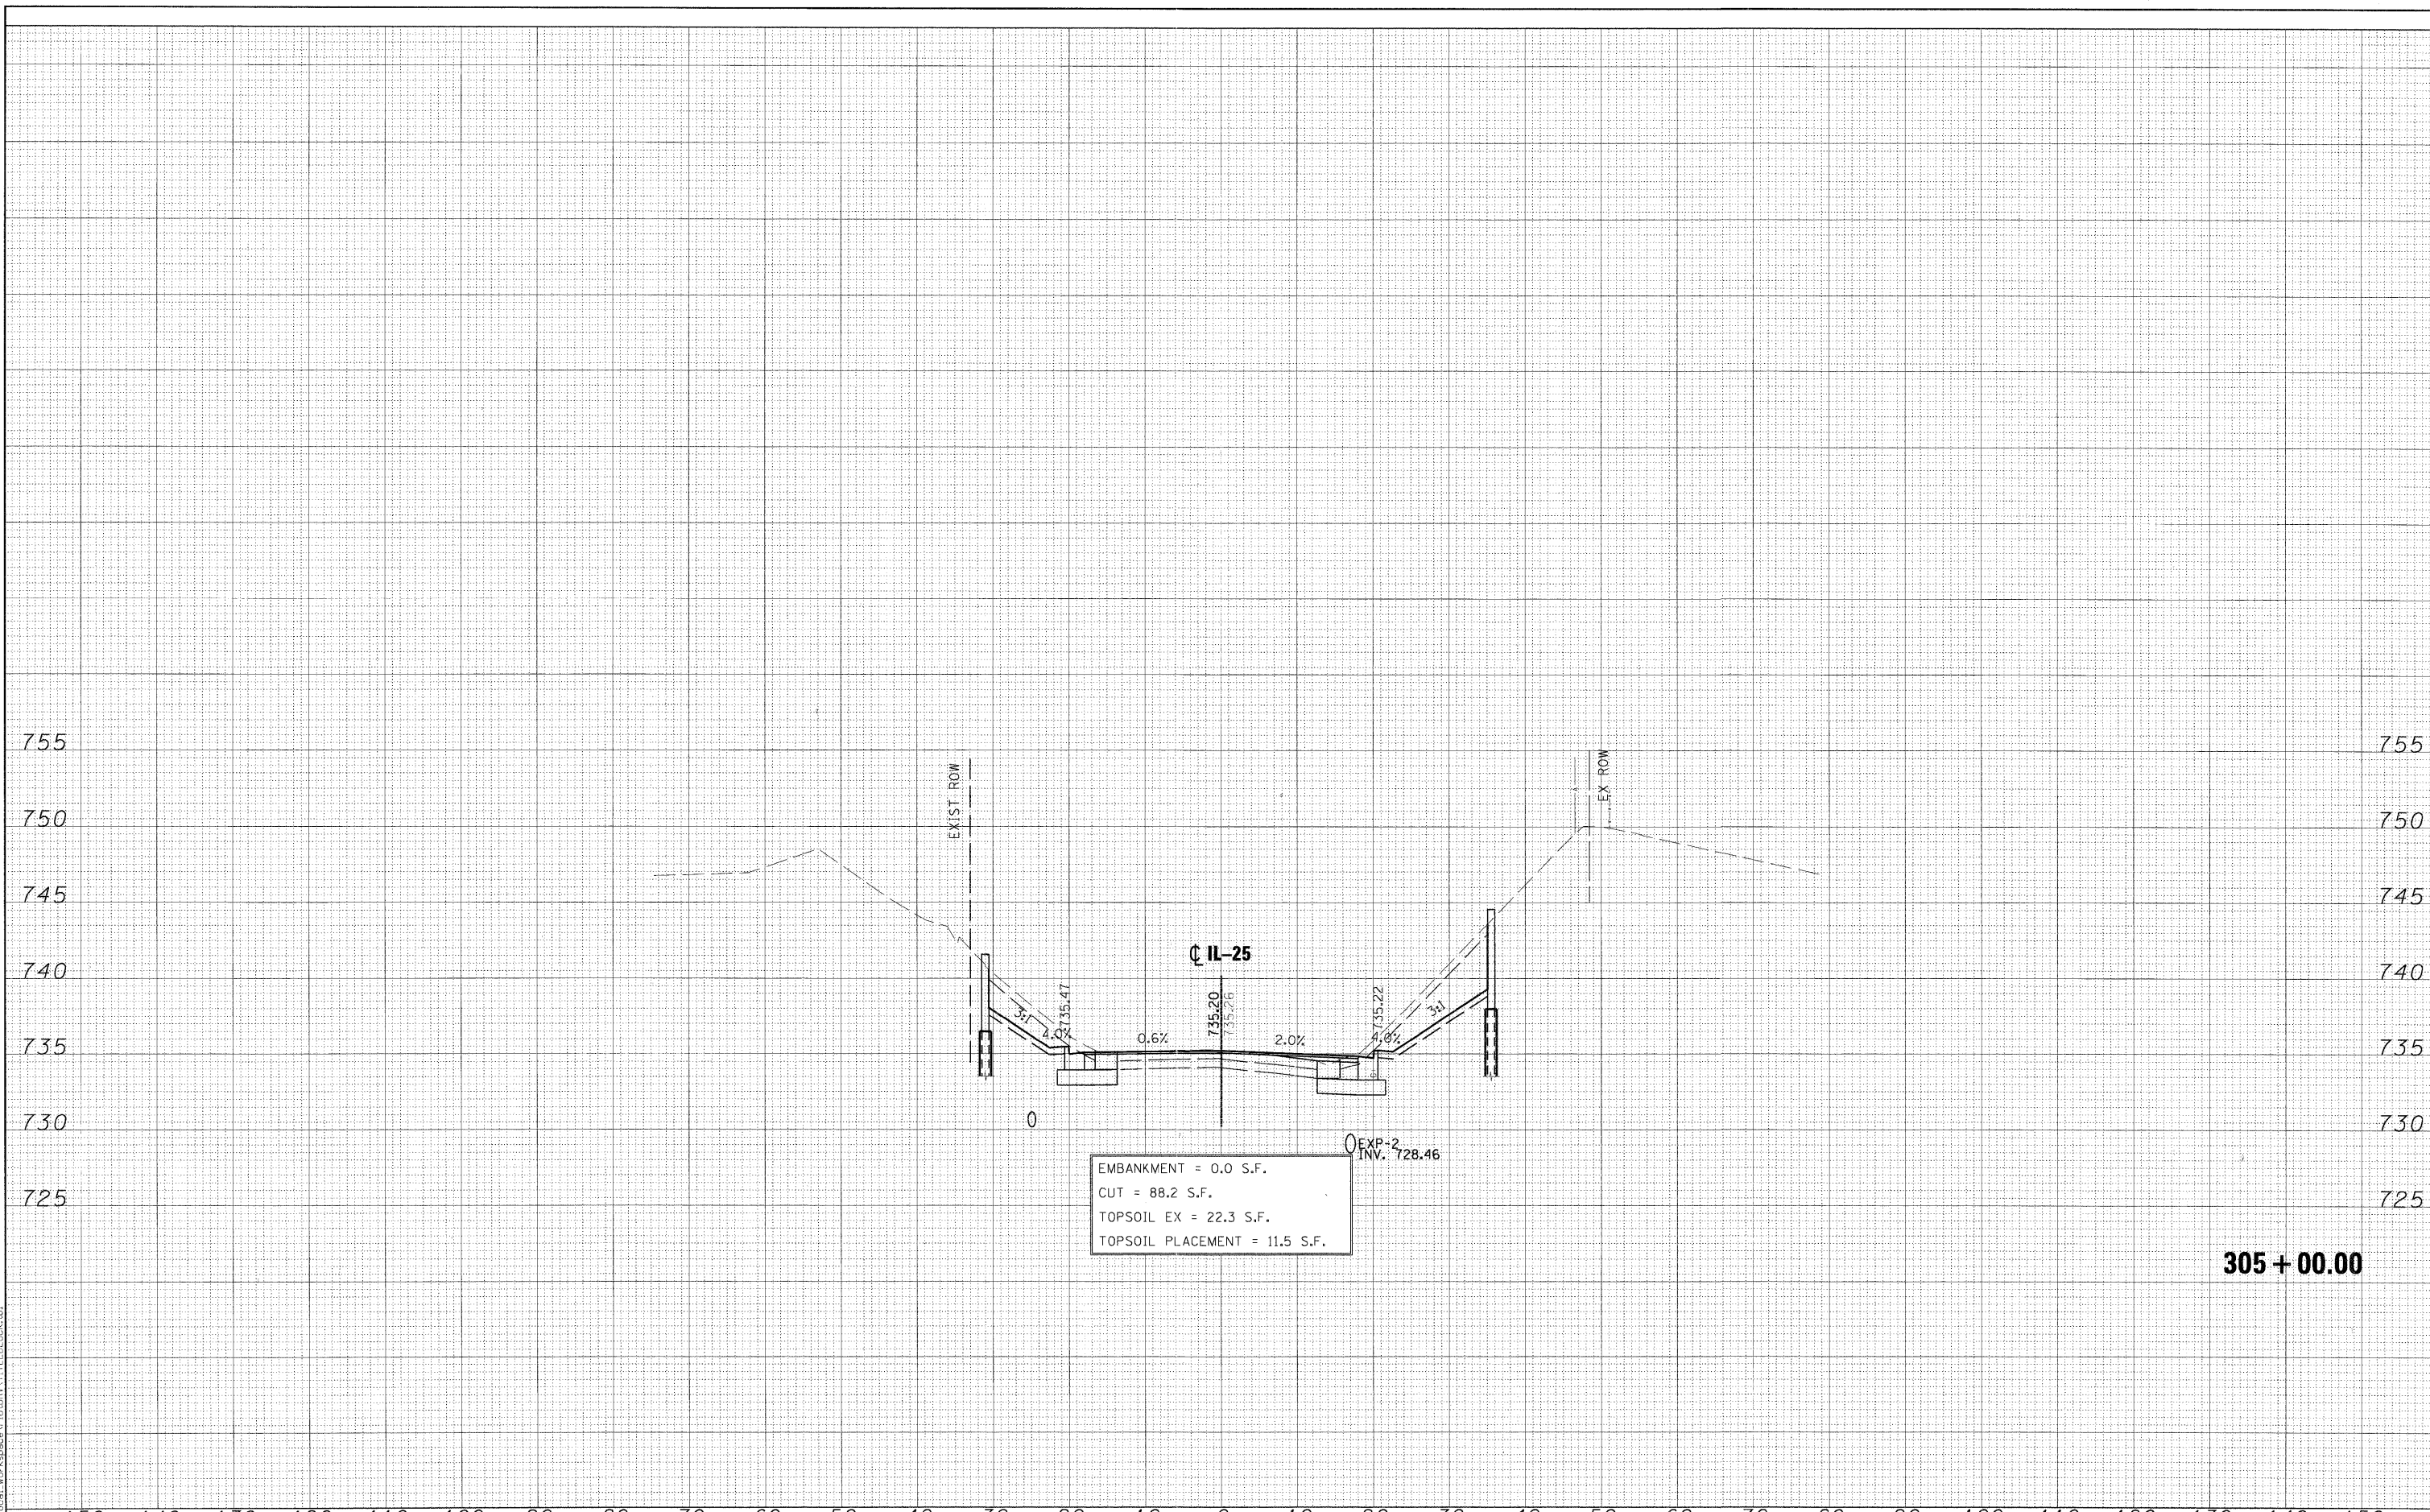 755 755
EXIST ROW
EX ROW
750 750
745 745
740 740
℄ IL-25
735.47
735.20
735.26
735.22
3:1
4.0%
0.6%
2.0%
4.0%
3:1
735 735
730 730
EXP-2
INV. 728.46
EMBANKMENT = 0.0 S.F.
CUT = 88.2 S.F.
TOPSOIL EX = 22.3 S.F.
TOPSOIL PLACEMENT = 11.5 S.F.
725 725
305 + 00.00